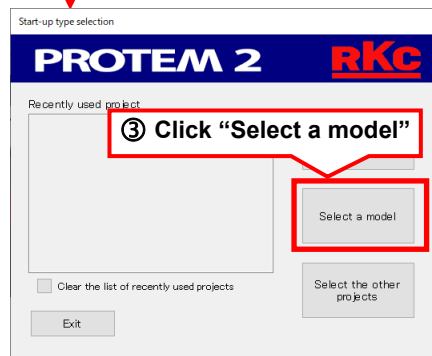 Start-up type selection
PROTEM 2
RKC
Recently used project
③ Click “Select a model”
Select a model
Clear the list of recently used projects
Select the other
projects
Exit